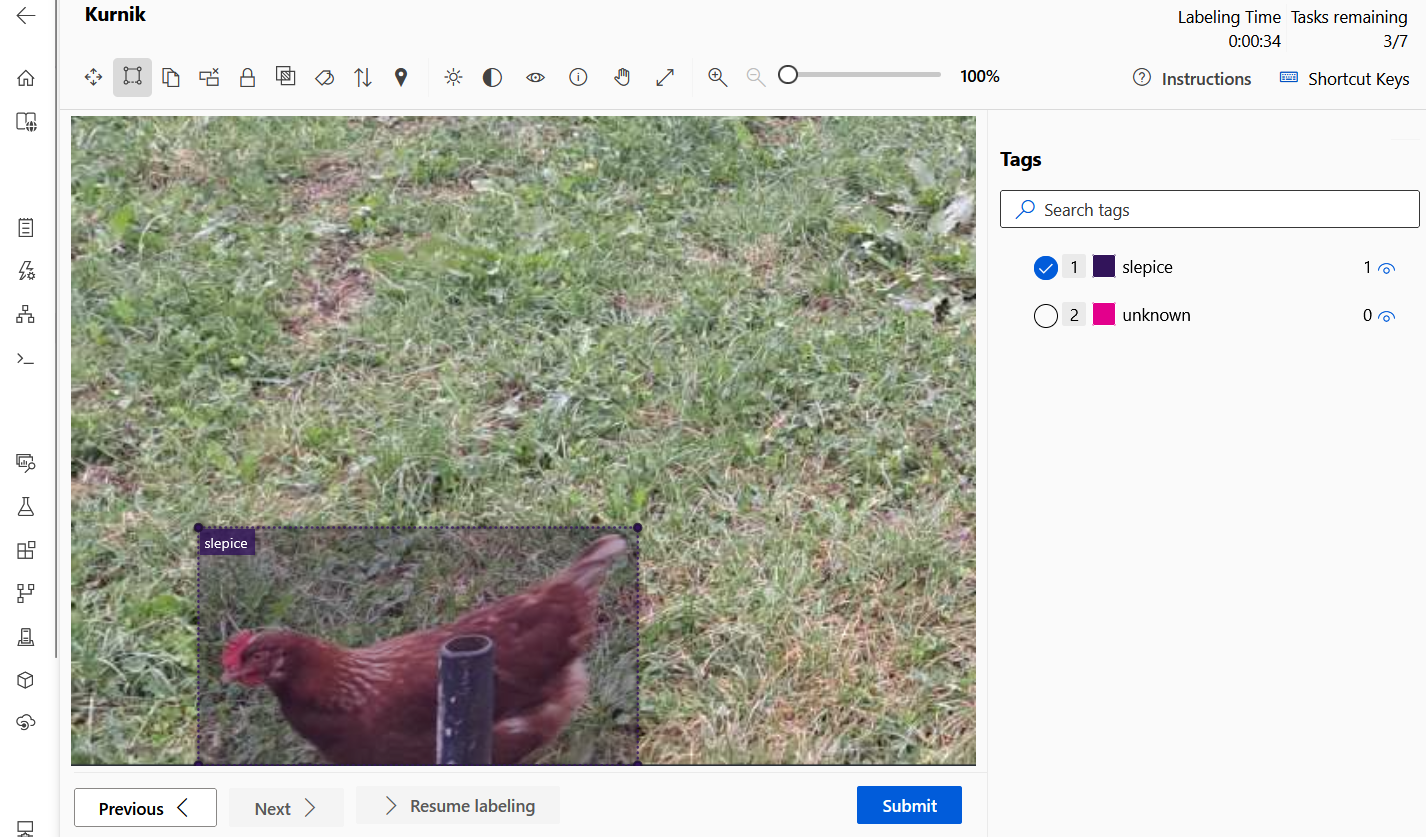 Kurnik
Labeling Time Tasks remaining
0:00:34 3/7
100%
Instructions
Shortcut Keys
Tags
Search tags
1 slepice 1
2 unknown 0
slepice
Previous
Next
Resume labeling
Submit